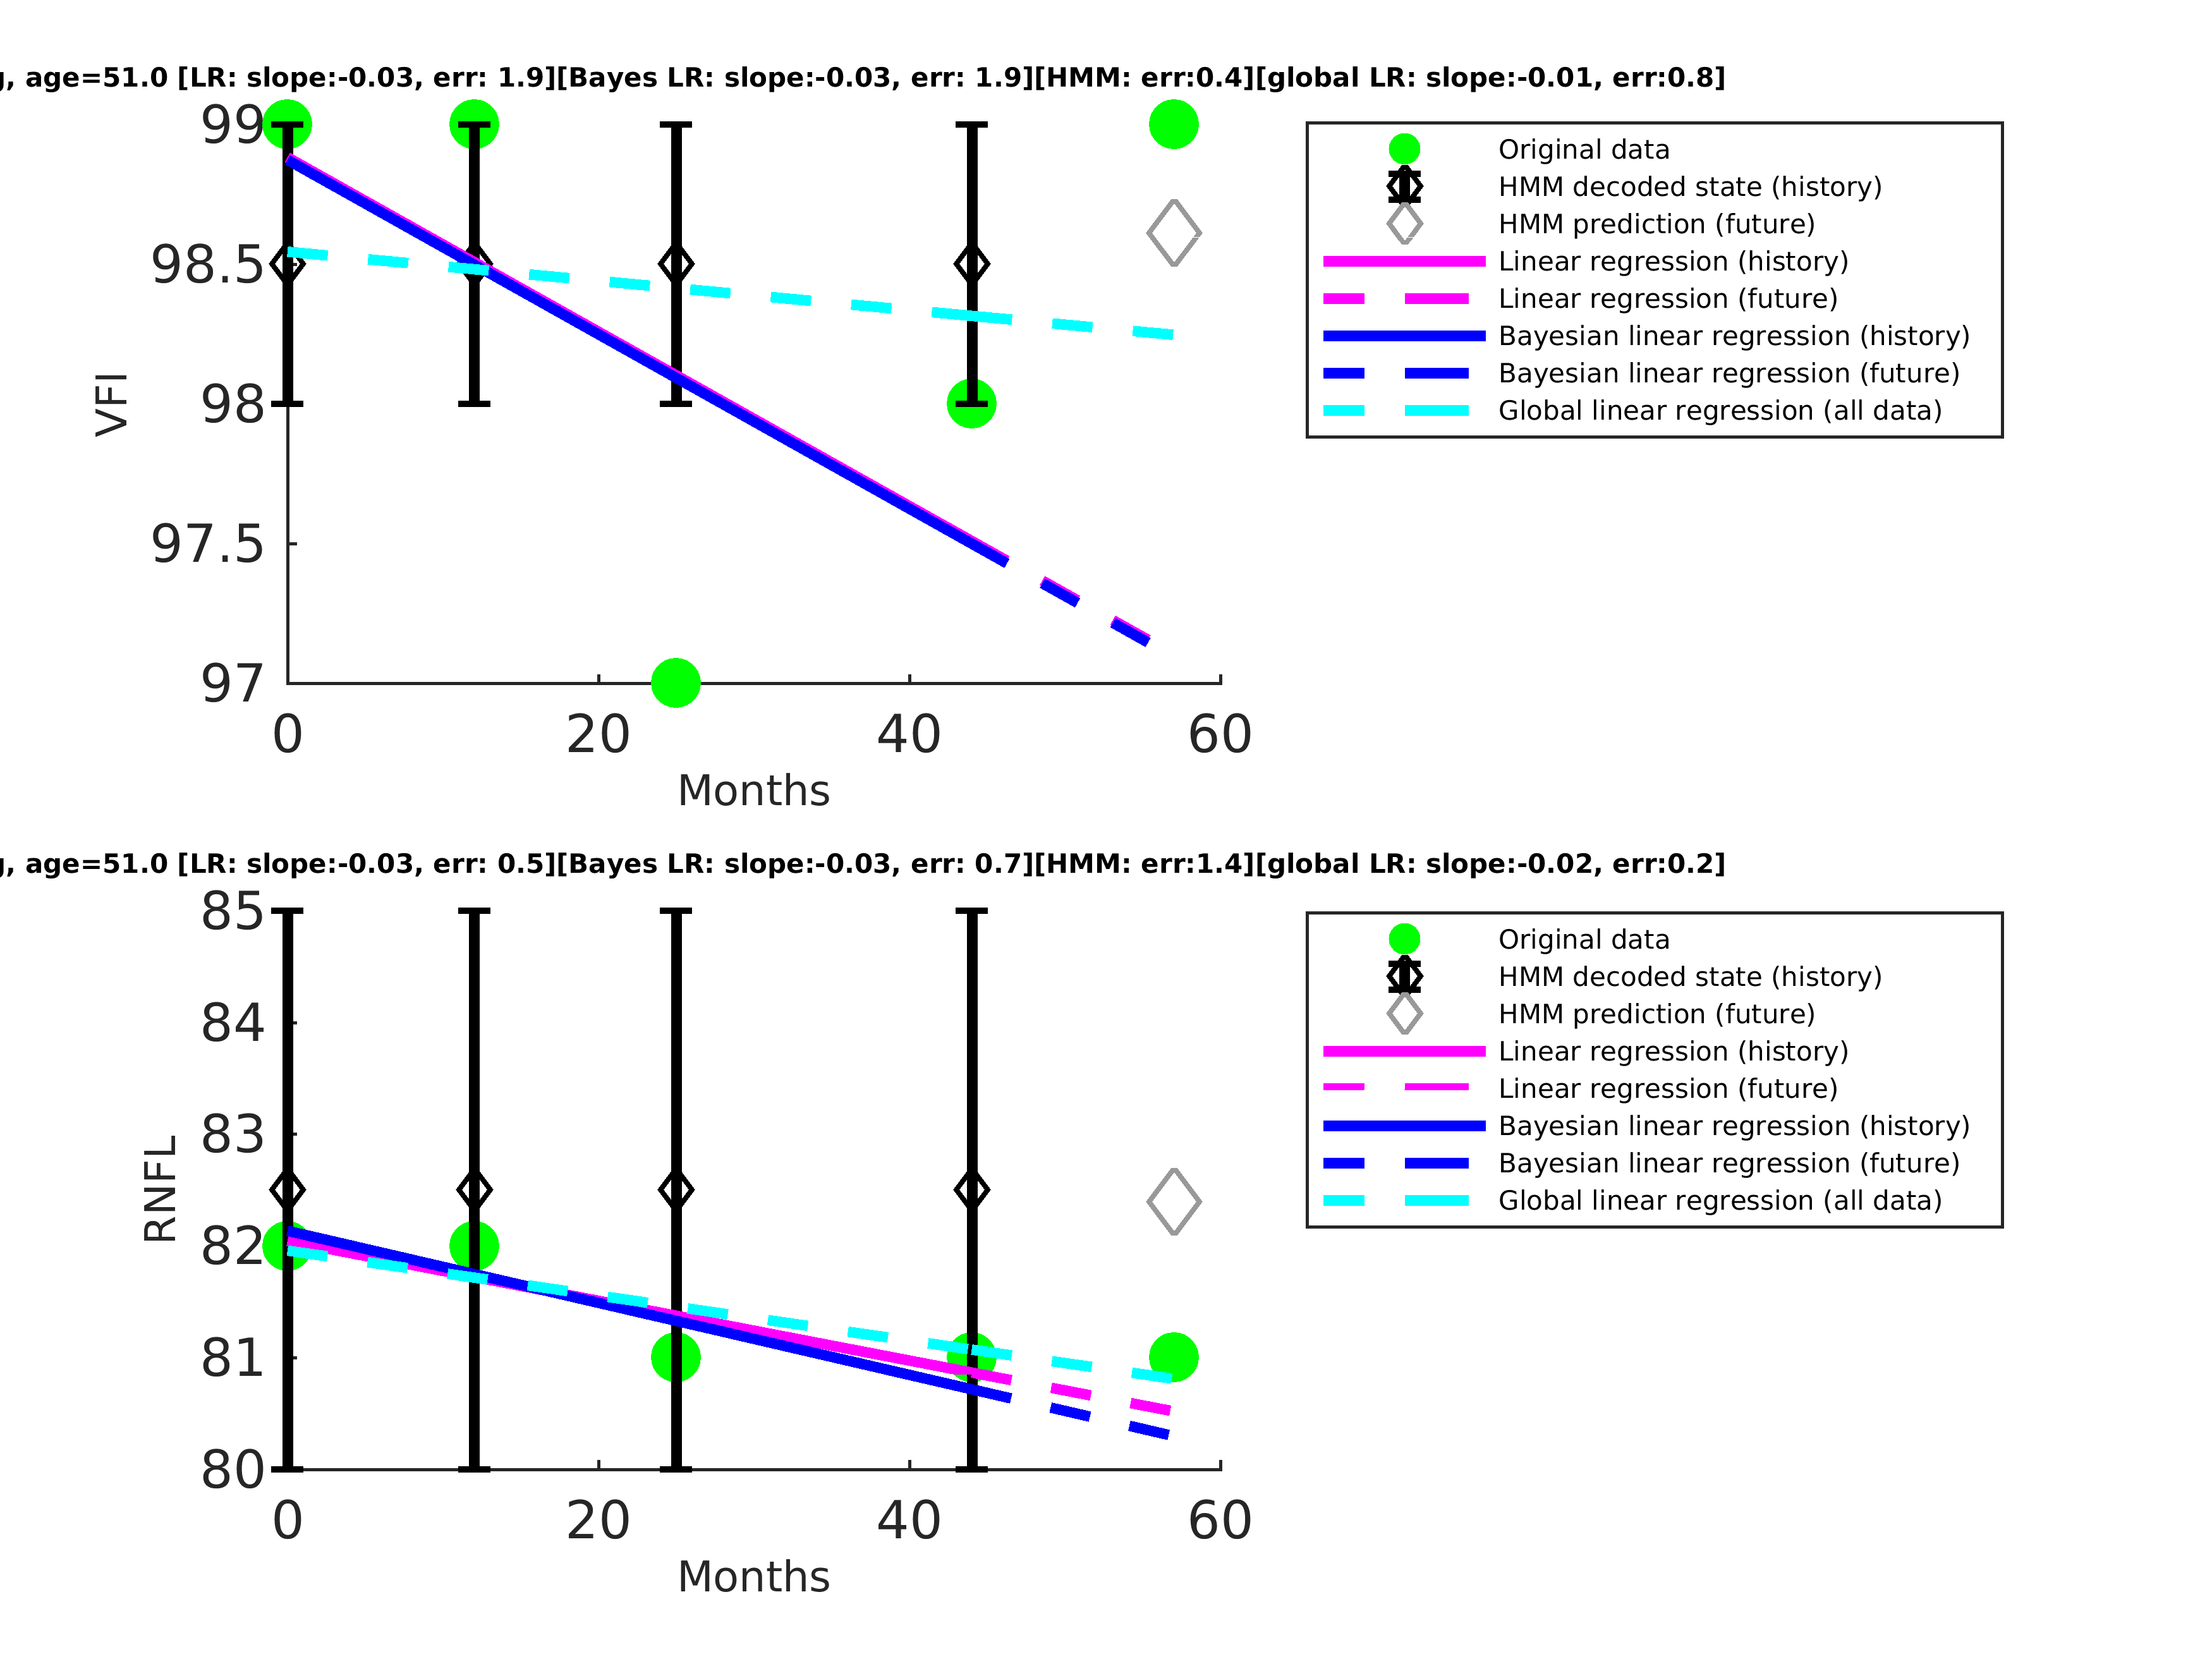 , age=51.0 [LR: slope:-0.03, err: 1.9][Bayes LR: slope:-0.03, err: 1.9][HMM: err:0.4][global LR: slope:-0.01, err:0.8]
99
98.5
98
97.5
97
VFI
0 20 40 60
Months
Original data
HMM decoded state (history)
HMM prediction (future)
Linear regression (history)
Linear regression (future)
Bayesian linear regression (history)
Bayesian linear regression (future)
Global linear regression (all data)
, age=51.0 [LR: slope:-0.03, err: 0.5][Bayes LR: slope:-0.03, err: 0.7][HMM: err:1.4][global LR: slope:-0.02, err:0.2]
85
84
83
82
81
80
RNFL
0 20 40 60
Months
Original data
HMM decoded state (history)
HMM prediction (future)
Linear regression (history)
Linear regression (future)
Bayesian linear regression (history)
Bayesian linear regression (future)
Global linear regression (all data)